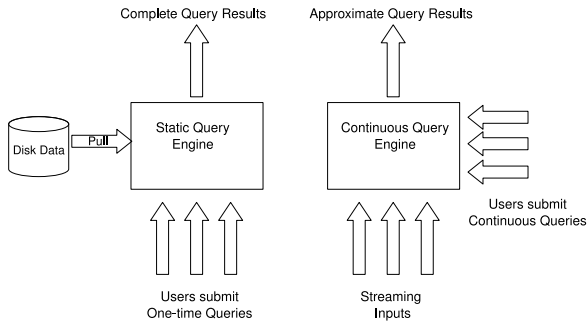 Complete Query Results
Approximate Query Results
Static Query
Engine
Continuous Query
Engine
Pull
Disk Data
Users submit
Continuous Queries
Users submit
One-time Queries
Streaming
Inputs